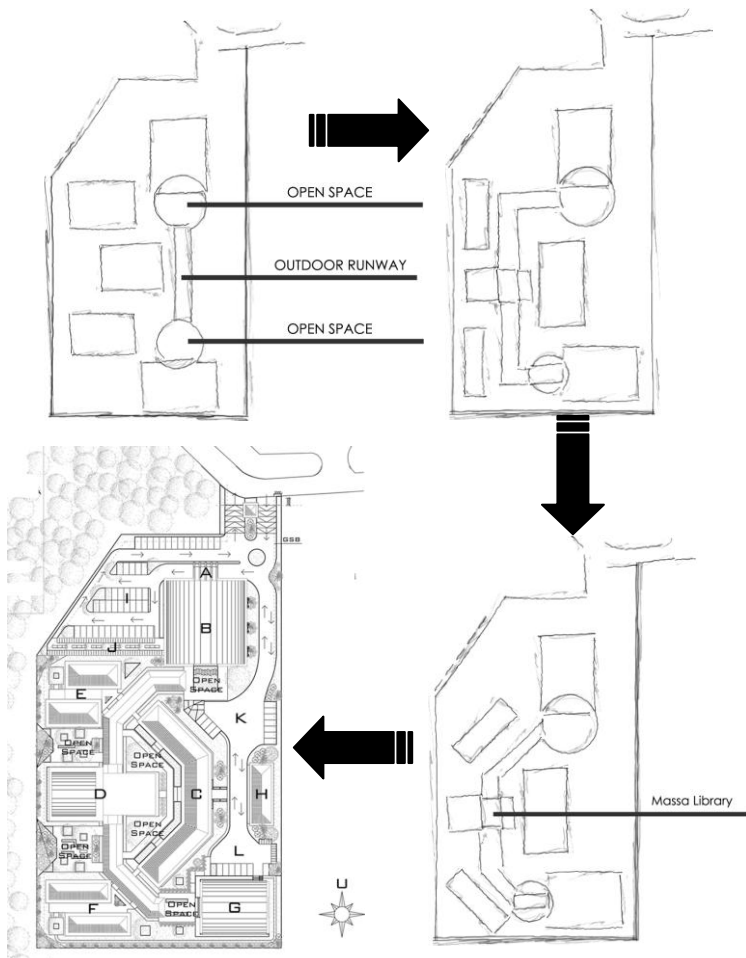 OPEN SPACE
OUTDOOR RUNWAY
OPEN SPACE
GSB
A
I
B
J
E
OPEN
SPACE
K
OPEN
SPACE
OPEN
SPACE
D
C
H
OPEN
SPACE
OPEN
SPACE
L
F
OPEN
SPACE
G
U
Massa Library